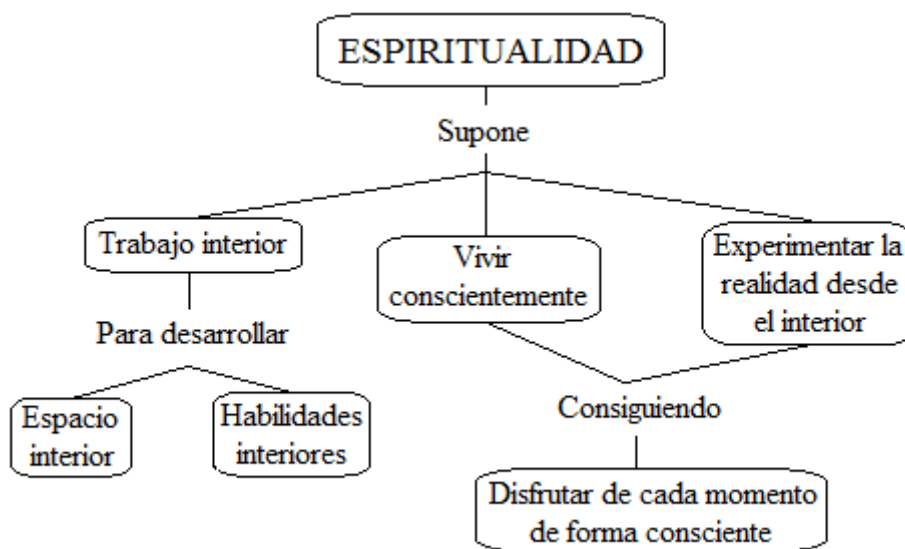 ESPIRITUALIDAD
Supone
Trabajo interior
Vivir
conscientemente
Experimentar la
realidad desde
el interior
Para desarrollar
Espacio
interior
Habilidades
interiores
Consiguiendo
Disfrutar de cada momento
de forma consciente